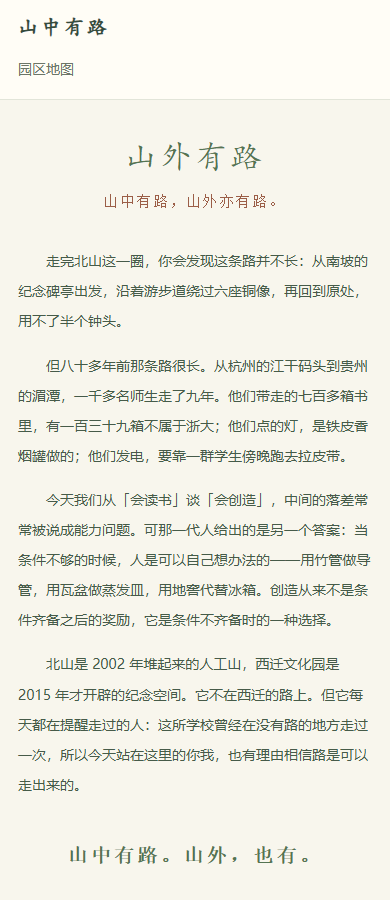 山中有路
园区地图
山外有路
山中有路，山外亦有路。
走完北山这一圈，你会发现这条路并不长：从南坡的
纪念碑亭出发，沿着游步道绕过六座铜像，再回到原处，
用不了半个钟头。
但八十多年前那条路很长。从杭州的江干码头到贵州
的湄潭，一千多名师生走了九年。他们带走的七百多箱书
里，有一百三十九箱不属于浙大；他们点的灯，是铁皮香
烟罐做的；他们发电，要靠一群学生傍晚跑去拉皮带。
今天我们从「会读书」谈「会创造」，中间的落差常
常被说成能力问题。可那一代人给出的是另一个答案：当
条件不够的时候，人是可以自己想办法的——用竹管做导
管，用瓦盆做蒸发皿，用地窖代替冰箱。创造从来不是条
件齐备之后的奖励，它是条件不齐备时的一种选择。
北山是 2002 年堆起来的人工山，西迁文化园是
2015 年才开辟的纪念空间。它不在西迁的路上。但它每
天都在提醒走过的人：这所学校曾经在没有路的地方走过
一次，所以今天站在这里的你我，也有理由相信路是可以
走出来的。
山中有路。山外，也有。